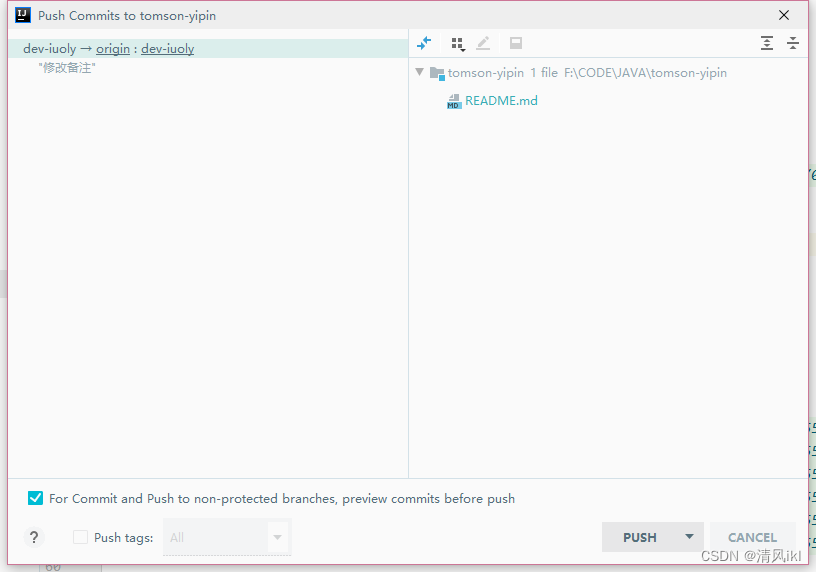 Push Commits to tomson-yipin
dev-iuoly → origin : dev-iuoly
"修改备注"
tomson-yipin 1 file F:\CODE\JAVA\tomson-yipin
MD README.md
For Commit and Push to non-protected branches, preview commits before push
? Push tags: All PUSH CANCEL
CSDN @清风ikl
60